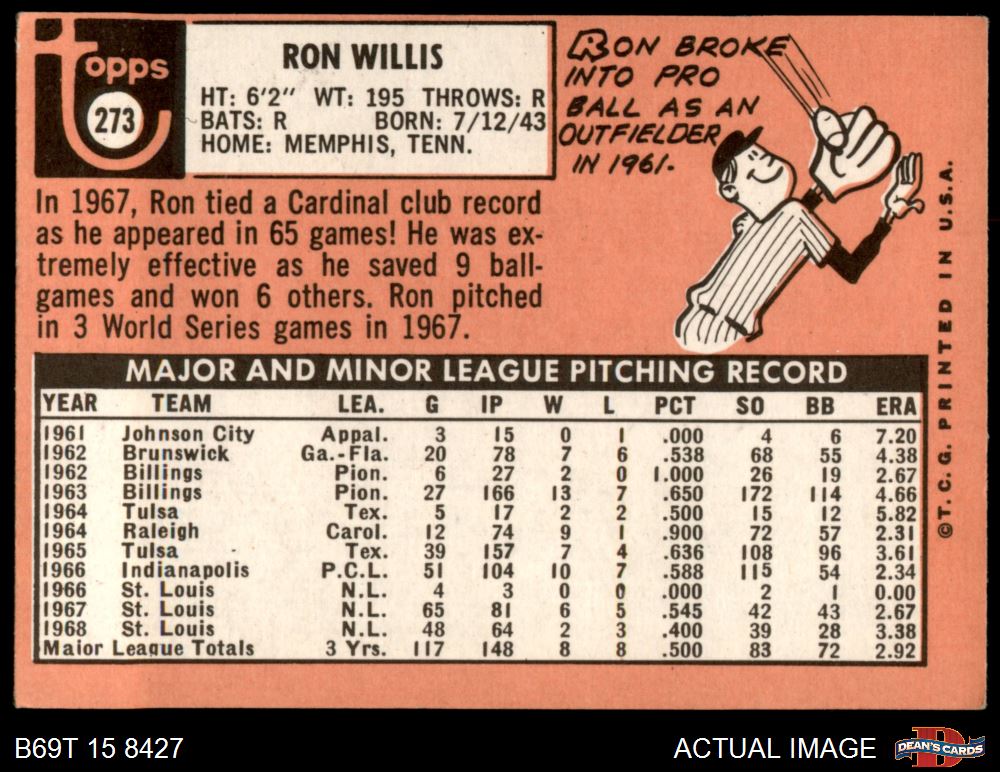 topps
273
RON WILLIS
HT: 6'2" WT: 195 THROWS: R
BATS: R BORN: 7/12/43
HOME: MEMPHIS, TENN.
RON BROKE
INTO PRO
BALL AS AN
OUTFIELDER
IN 1961.
In 1967, Ron tied a Cardinal club record
as he appeared in 65 games! He was ex-
tremely effective as he saved 9 ball-
games and won 6 others. Ron pitched
in 3 World Series games in 1967.
MAJOR AND MINOR LEAGUE PITCHING RECORD
YEAR TEAM LEA. G IP W L PCT SO BB ERA
1961 Johnson City Appal. 3 15 0 1 .000 4 6 7.20
1962 Brunswick Ga.-Fla. 20 78 7 6 .538 68 55 4.38
1962 Billings Pion. 6 27 2 0 1.000 26 19 2.67
1963 Billings Pion. 27 166 13 7 .650 172 114 4.66
1964 Tulsa Tex. 5 17 2 2 .500 15 12 5.82
1964 Raleigh Carol. 12 74 9 1 .900 72 57 2.31
1965 Tulsa Tex. 39 157 7 4 .636 108 96 3.61
1966 Indianapolis P.C.L. 51 104 10 7 .588 115 54 2.34
1966 St. Louis N.L. 4 3 0 0 .000 2 1 0.00
1967 St. Louis N.L. 65 81 6 5 .545 42 43 2.67
1968 St. Louis N.L. 48 64 2 3 .400 39 28 3.38
Major League Totals 3 Yrs. 117 148 8 8 .500 83 72 2.92
© T. C. G. PRINTED IN U.S.A.
B69T 15 8427
ACTUAL IMAGE
DEAN'S CARDS